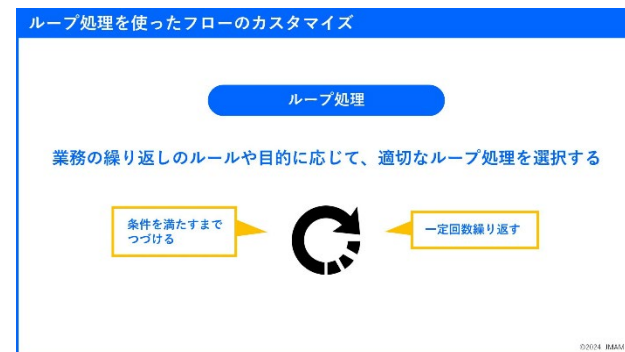 ループ処理を使ったフローのカスタマイズ
ループ処理
業務の繰り返しのルールや目的に応じて、適切なループ処理を選択する
条件を満たすまで
つづける
一定回数繰り返す
©2024 IMAM